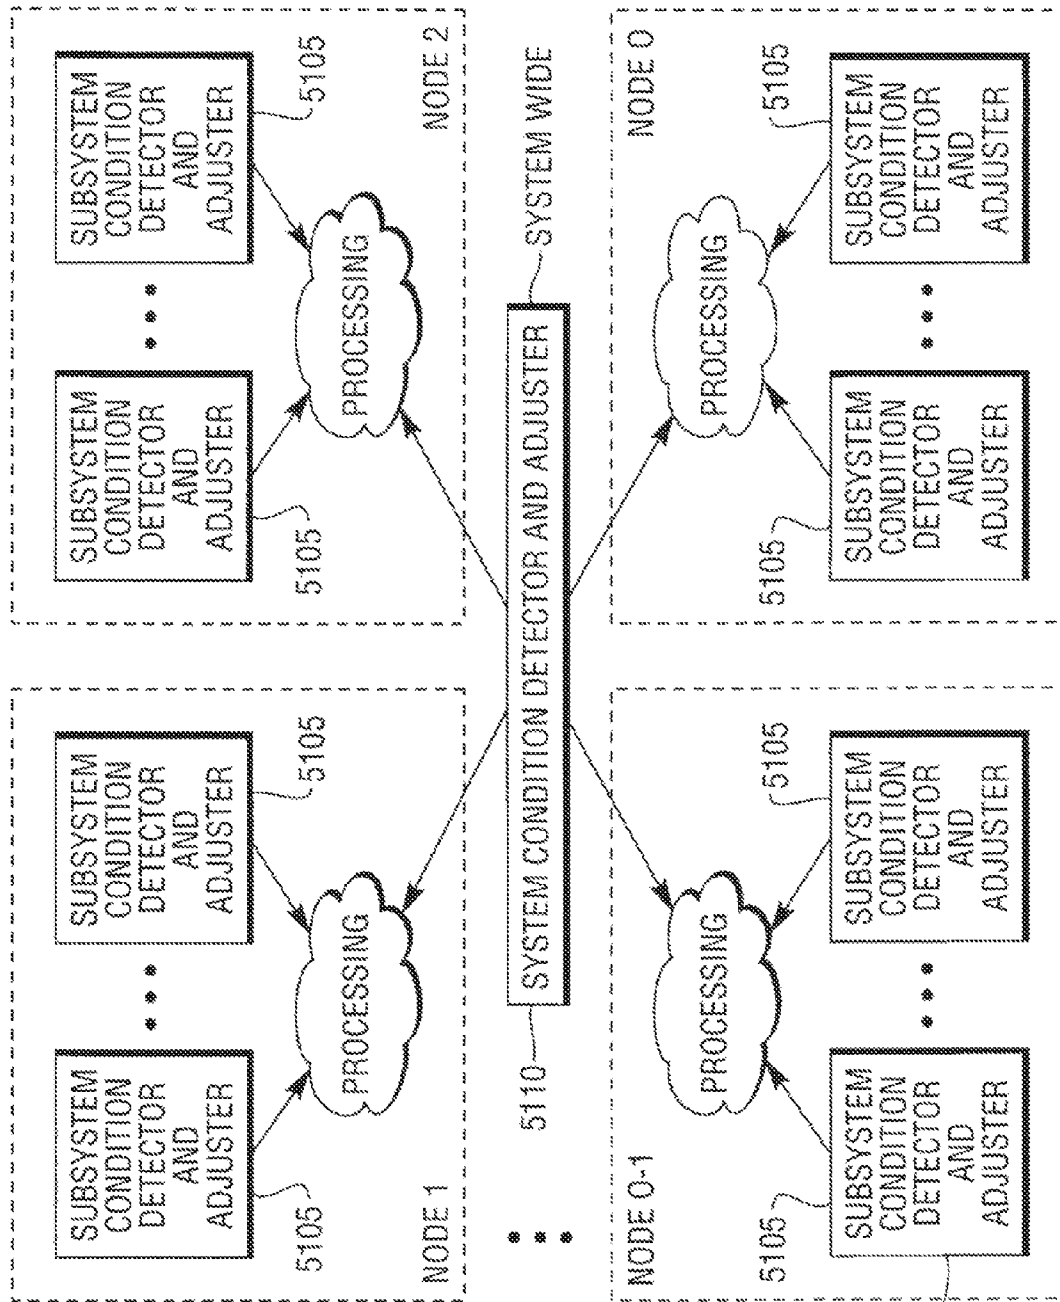 SUBSYSTEM
CONDITION
DETECTOR
AND
ADJUSTER
5105
SUBSYSTEM
CONDITION
DETECTOR
AND
ADJUSTER
5105
PROCESSING
NODE 1
SUBSYSTEM
CONDITION
DETECTOR
AND
ADJUSTER
5105
SUBSYSTEM
CONDITION
DETECTOR
AND
ADJUSTER
5105
PROCESSING
NODE 2
5110
SYSTEM CONDITION DETECTOR AND ADJUSTER
SYSTEM WIDE
NODE O-1
PROCESSING
5105
SUBSYSTEM
CONDITION
DETECTOR
AND
ADJUSTER
5105
SUBSYSTEM
CONDITION
DETECTOR
AND
ADJUSTER
NODE O
PROCESSING
5105
SUBSYSTEM
CONDITION
DETECTOR
AND
ADJUSTER
5105
SUBSYSTEM
CONDITION
DETECTOR
AND
ADJUSTER